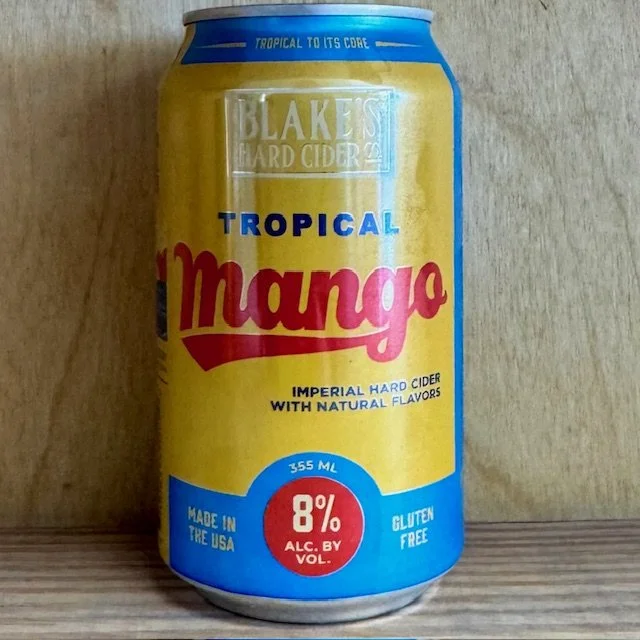 TROPICAL TO ITS CORE
BLAKE'S
HARD CIDER
TROPICAL
mango
IMPERIAL HARD CIDER
WITH NATURAL FLAVORS
355 ML
8%
ALC. BY
VOL.
MADE IN
THE USA
GLUTEN
FREE